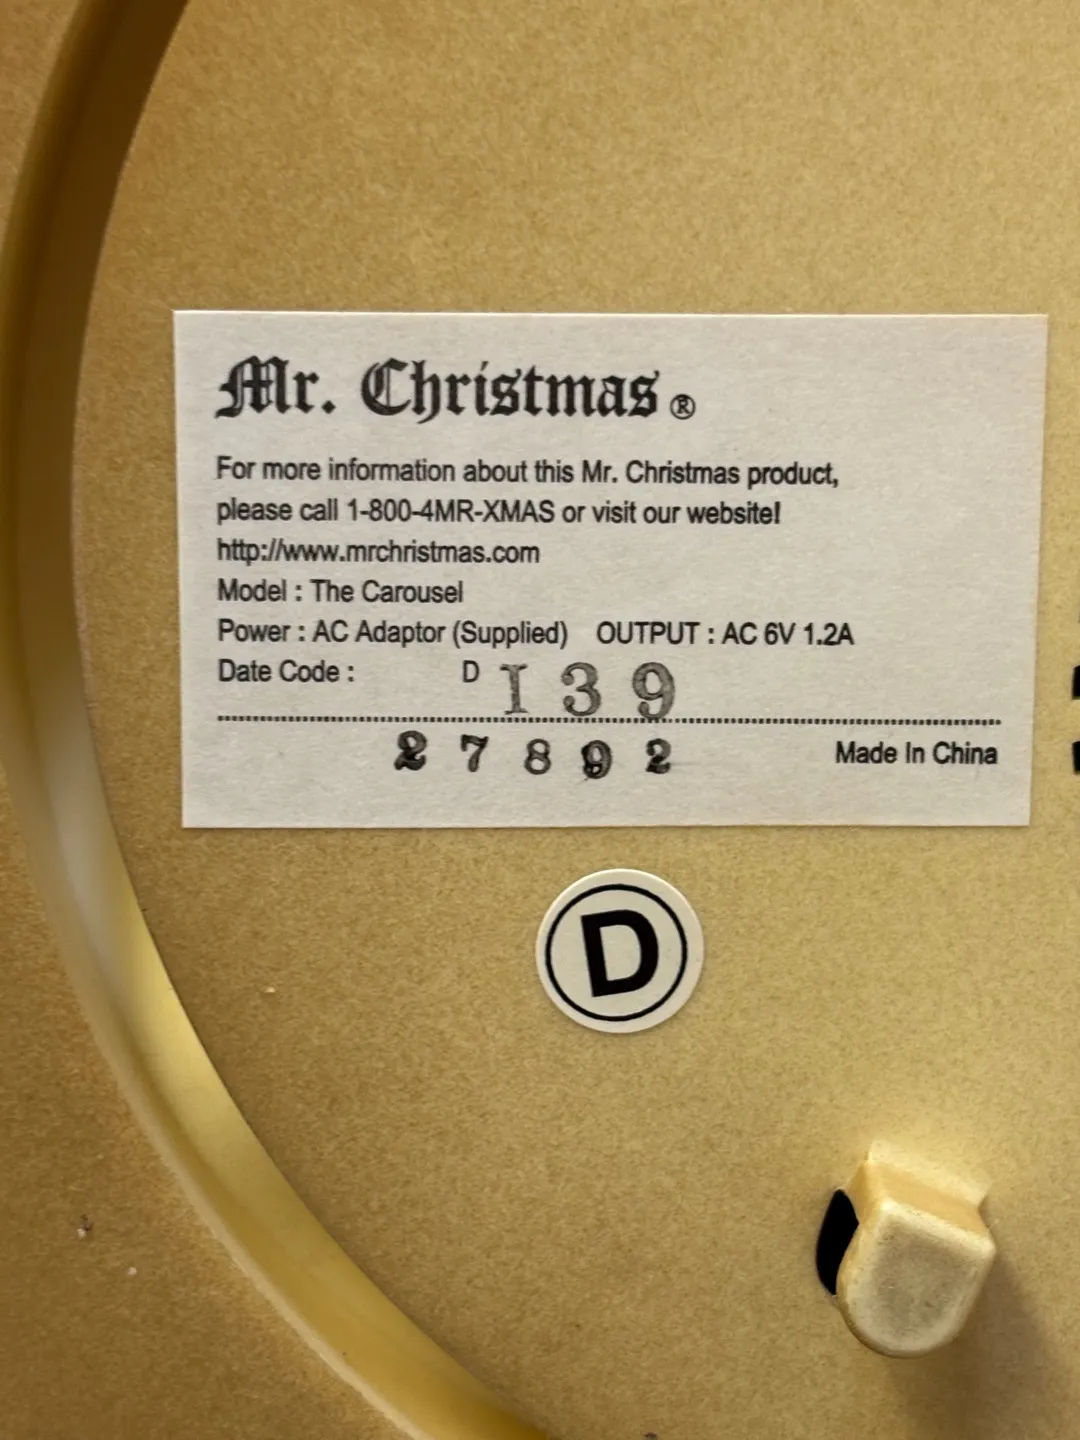 Mr. Christmas®
For more information about this Mr. Christmas product,
please call 1-800-4MR-XMAS or visit our website!
http://www.mrchristmas.com
Model : The Carousel
Power : AC Adaptor (Supplied) OUTPUT : AC 6V 1.2A
Date Code : D I 3 9
2 7 8 9 2 Made In China
D